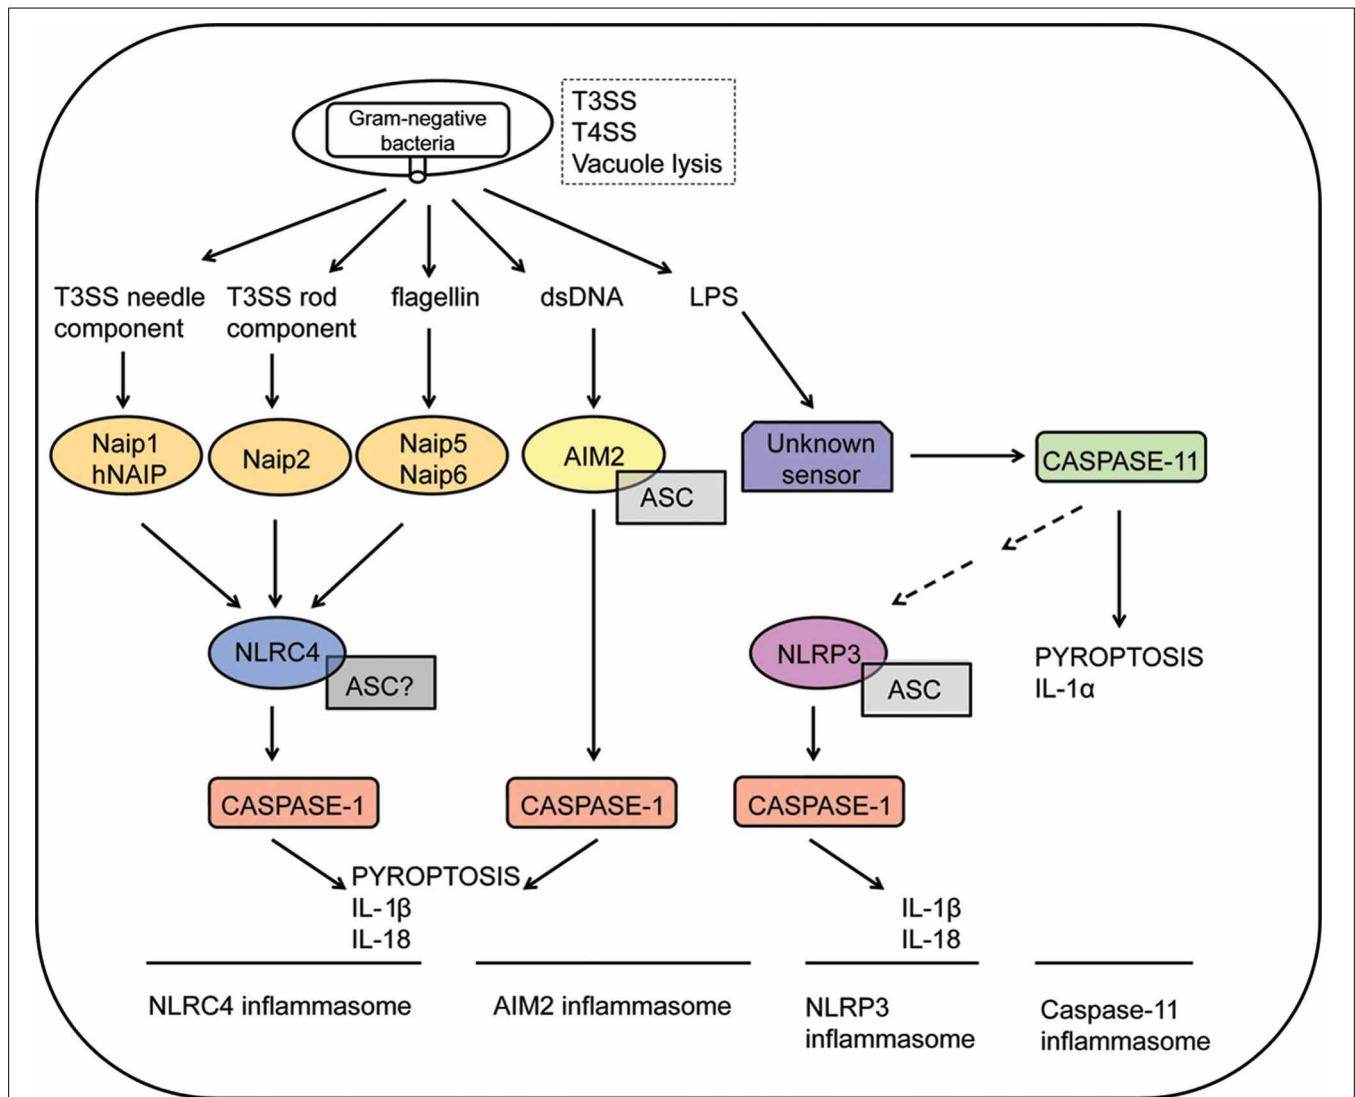 Gram-negative
bacteria
T3SS
T4SS
Vacuole lysis
T3SS needle
component
T3SS rod
component
flagellin
dsDNA
LPS
Naip1
hNAIP
Naip2
Naip5
Naip6
AIM2
ASC
Unknown
sensor
CASPASE-11
NLRC4
ASC?
NLRP3
ASC
PYROPTOSIS
IL-1α
CASPASE-1
CASPASE-1
CASPASE-1
PYROPTOSIS
IL-1β
IL-18
IL-1β
IL-18
NLRC4 inflammasome
AIM2 inflammasome
NLRP3
inflammasome
Caspase-11
inflammasome